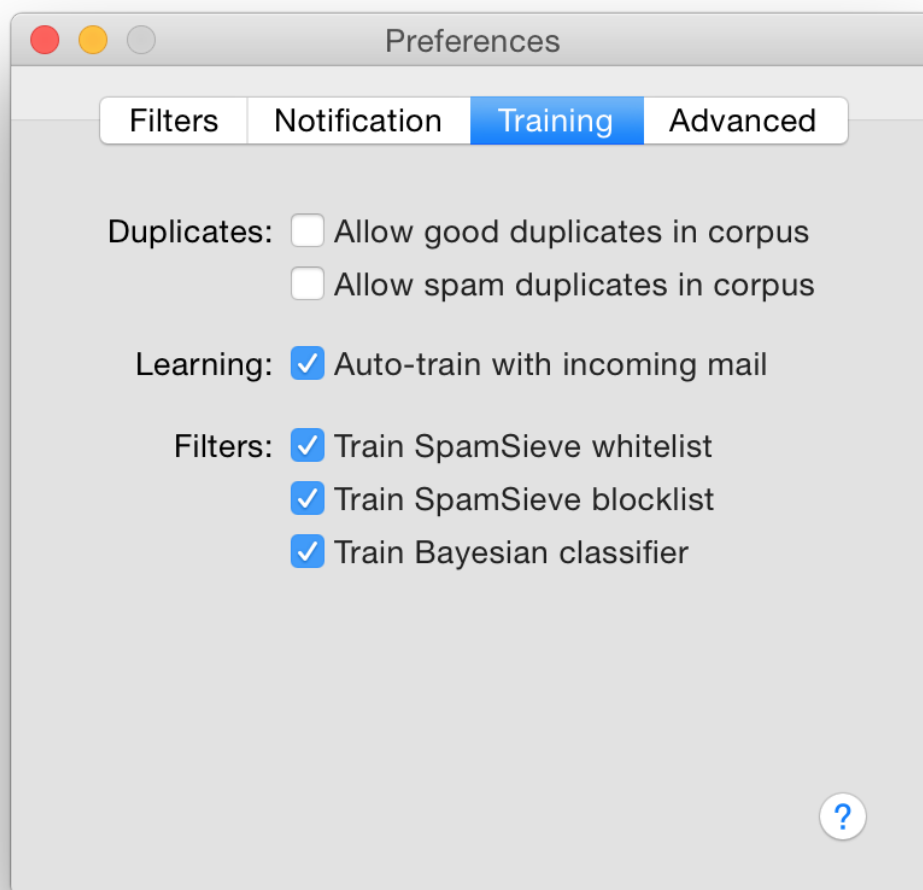 Preferences
Filters Notification Training Advanced
Duplicates: Allow good duplicates in corpus
Allow spam duplicates in corpus
Learning: Auto-train with incoming mail
Filters: Train SpamSieve whitelist
Train SpamSieve blocklist
Train Bayesian classifier
?